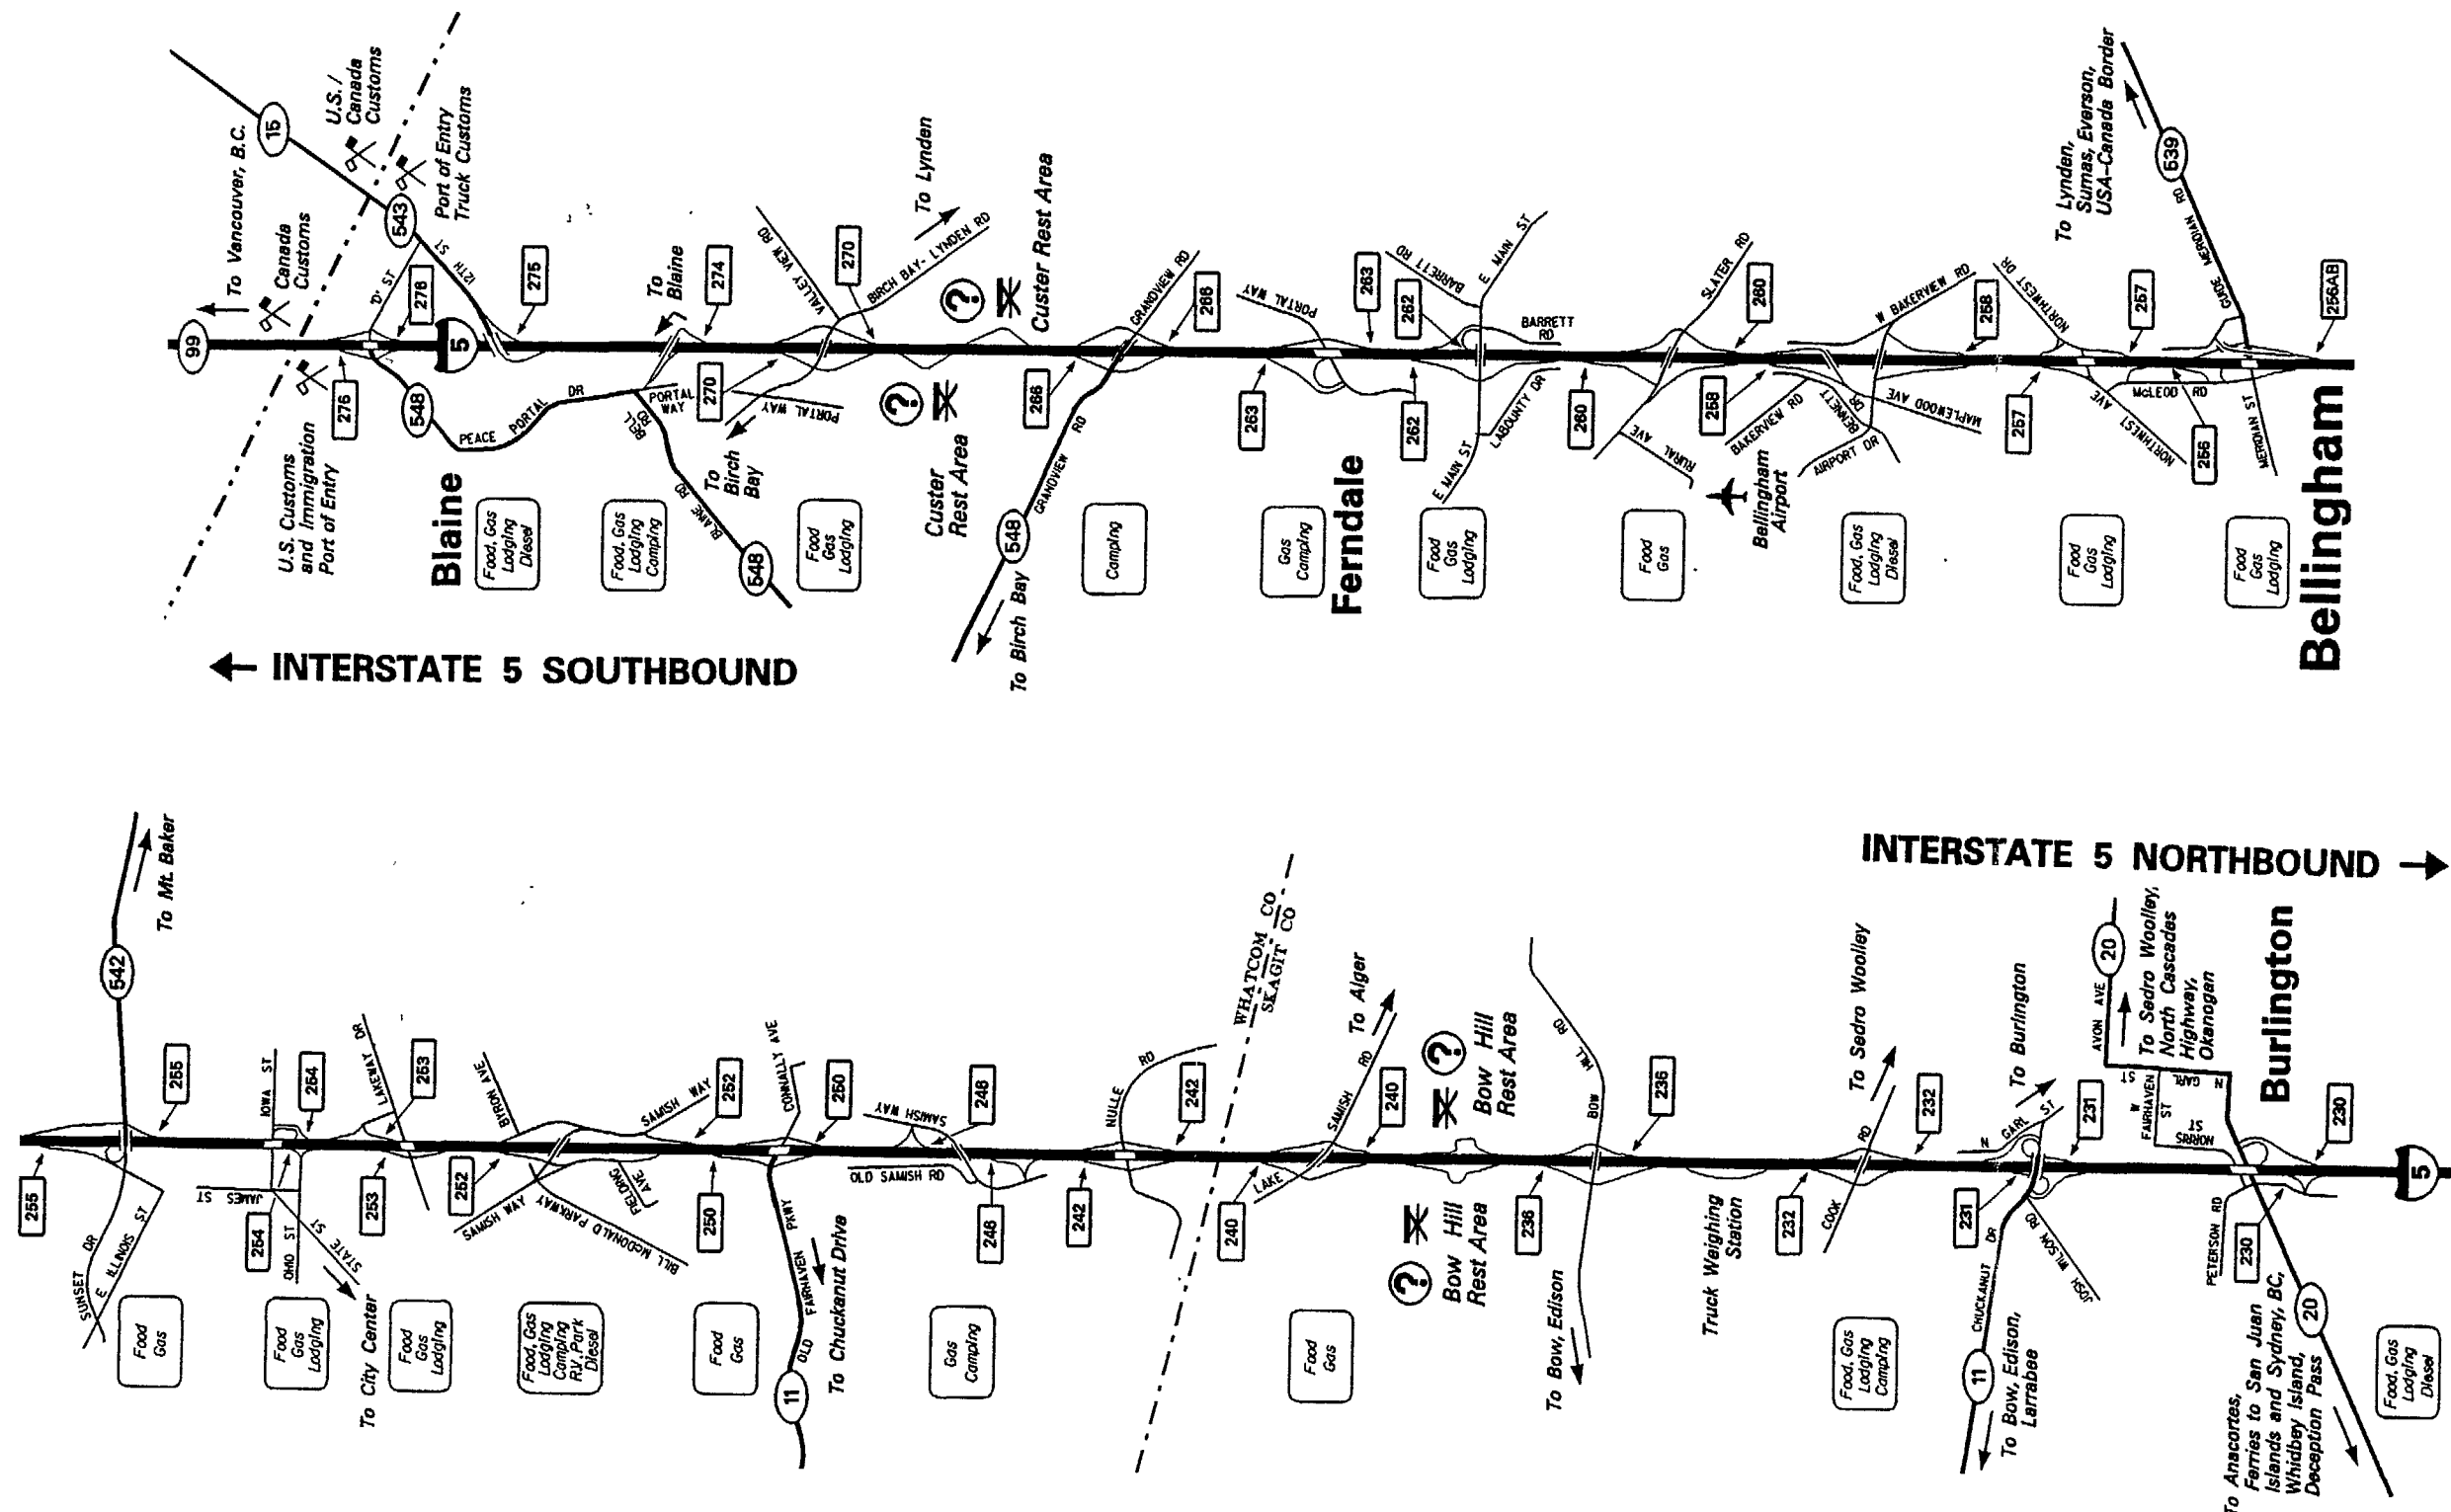 To Vancouver, B.C.
99
15
U.S./
Canada
Customs
Canada
Customs
543
Port of Entry
Truck Customs
'D' ST
12TH ST
276
276
U.S. Customs
and Immigration
Port of Entry
5
275
548
PEACE PORTAL DR
Blaine
Food, Gas
Lodging
Diesel
To
Blaine
274
BELL RD
PORTAL
WAY
BLAINE RD
548
Food, Gas
Lodging
Camping
VALLEY VIEW RD
270
270
BIRCH BAY-LYNDEN RD
To Lynden
PORTAL WAY
To
Birch
Bay
Food
Gas
Lodging
?
Custer Rest Area
?
Custer
Rest Area
GRANDVIEW RD
266
266
GRANDVIEW RD
548
To Birch Bay
Camping
PORTAL WAY
263
263
Gas
Camping
Ferndale
262
262
BARRETT RD
E MAIN ST
BARRETT
RD
E MAIN ST
LABOUNTY DR
Food
Gas
Lodging
SLATER RD
260
260
RURAL AVE
Food
Gas
W BAKERVIEW RD
258
258
BAKERVIEW RD
BENNETT
DR
AIRPORT DR
MAPLEWOOD AVE
Bellingham
Airport
Food, Gas
Lodging
Diesel
NORTHWEST DR
257
257
NORTHWEST AVE
McLEOD RD
256
Food
Gas
Lodging
To Lynden,
Sumas, Everson,
USA-Canada Border
539
GUIDE MERIDIAN RD
256AB
MERIDIAN ST
Food
Gas
Lodging
Bellingham
← INTERSTATE 5 SOUTHBOUND
INTERSTATE 5 NORTHBOUND →
To Mt. Baker
542
255
255
SUNSET DR
E ILLINOIS ST
Food
Gas
IOWA ST
254
254
JAMES ST
OHIO ST
STATE ST
To City Center
Food
Gas
Lodging
LAKEWAY DR
253
253
Food
Gas
Lodging
BYRON AVE
252
252
SAMISH WAY
SAMISH WAY
BILL McDONALD PARKWAY
FIELDING
AVE
Food, Gas
Lodging
Camping
R.V. Park
Diesel
CONNALLY AVE
250
250
OLD FAIRHAVEN PKWY
11
To Chuckanut Drive
Food
Gas
SAMISH WAY
246
246
OLD SAMISH RD
Gas
Camping
NULLE RD
242
242
WHATCOM CO
SKAGIT CO
LAKE SAMISH RD
240
240
To Alger
Food
Gas
?
Bow Hill
Rest Area
?
Bow Hill
Rest Area
BOW HILL RD
236
236
To Bow, Edison
Truck Weighing
Station
To Sedro Woolley
COOK RD
232
232
Food, Gas
Lodging
Camping
To Burlington
N GARL ST
231
231
CHUCKANUT DR
JOSH WILSON RD
11
To Bow, Edison,
Larrabee
AVON AVE
20
To Sedro Woolley,
North Cascades
Highway,
Okanogan
N GARL ST
W
FAIRHAVEN
ST
NORRIS
ST
Burlington
230
230
PETERSON RD
20
To Anacortes,
Ferries to San Juan
Islands and Sydney, BC,
Whidbey Island,
Deception Pass
Food, Gas
Lodging
Diesel
5